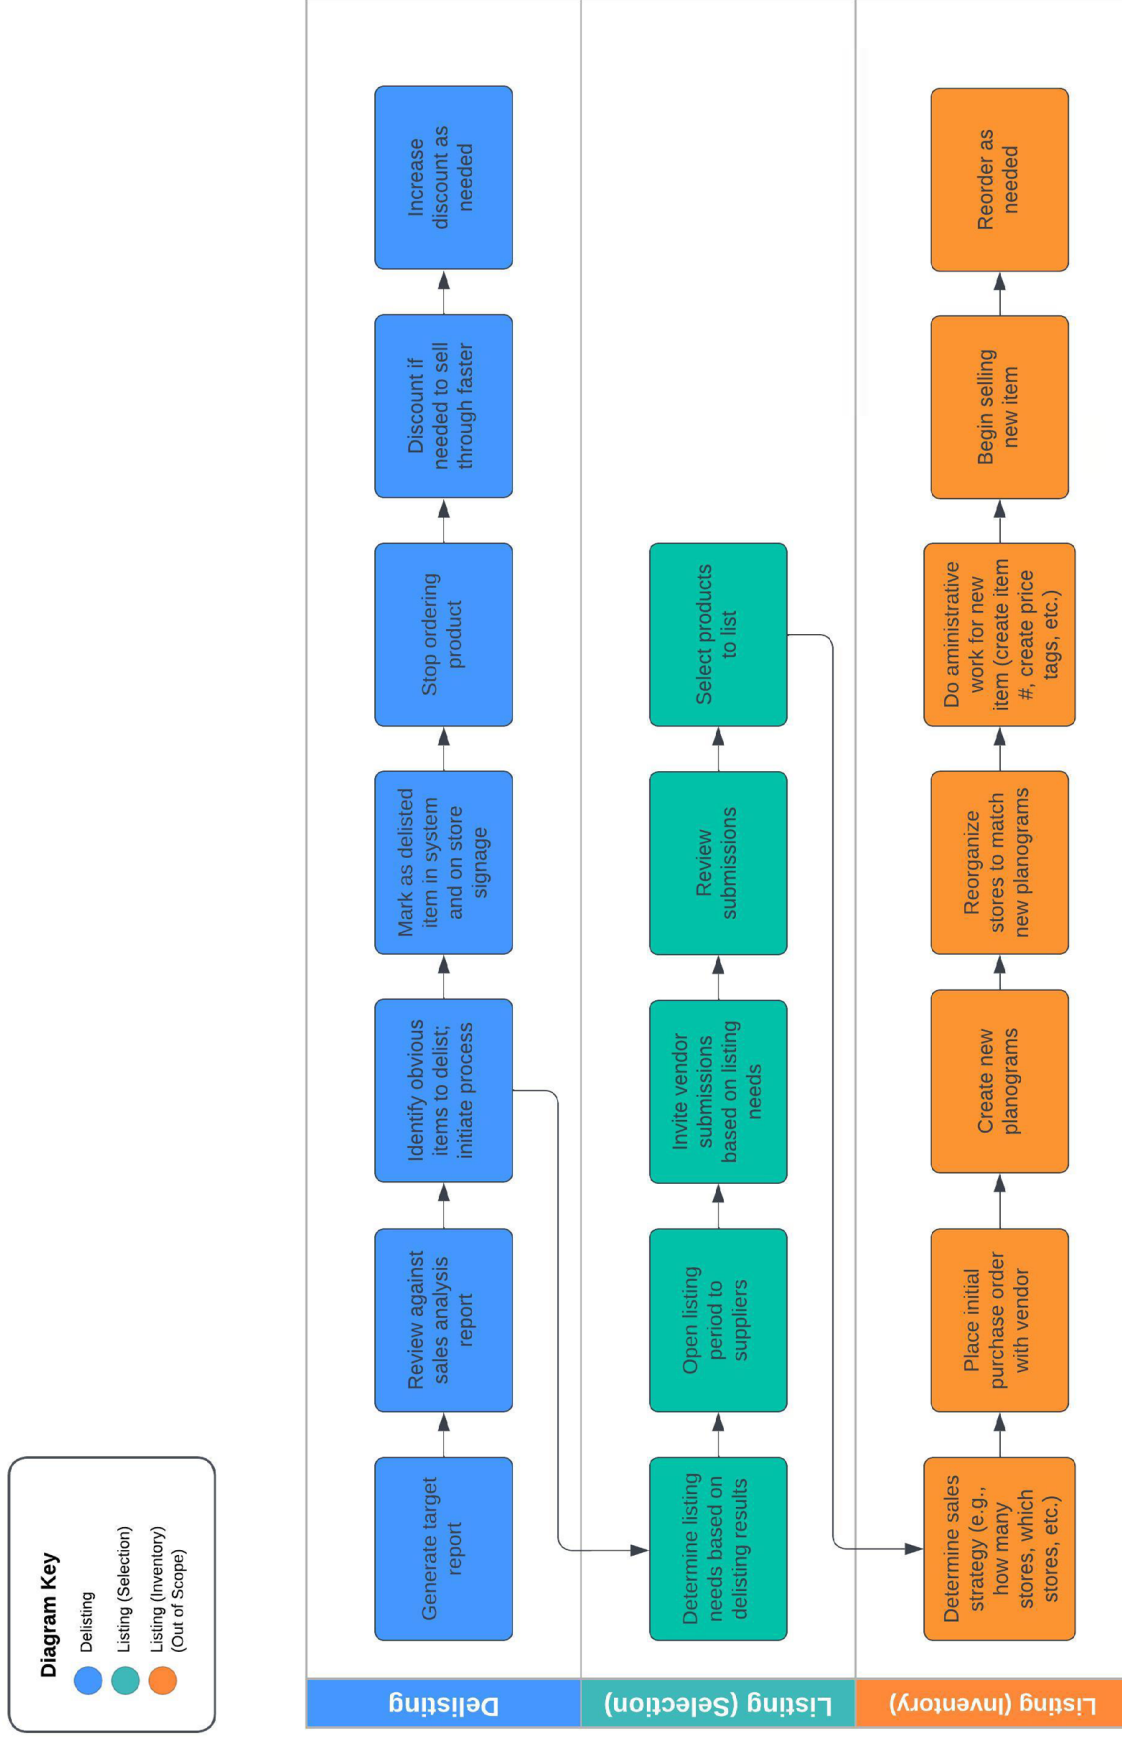 Diagram Key
Delisting
Listing (Selection)
Listing (Inventory)
(Out of Scope)
Delisting
Generate target
report
Review against
sales analysis
report
Identify obvious
items to delist;
initiate process
Mark as delisted
item in system
and on store
signage
Stop ordering
product
Discount if
needed to sell
through faster
Increase
discount as
needed
Listing (Selection)
Determine listing
needs based on
delisting results
Open listing
period to
suppliers
Invite vendor
submissions
based on listing
needs
Review
submissions
Select products
to list
Listing (Inventory)
Determine sales
strategy (e.g.,
how many
stores, which
stores, etc.)
Place initial
purchase order
with vendor
Create new
planograms
Reorganize
stores to match
new planograms
Do aministrative
work for new
item (create item
#, create price
tags, etc.)
Begin selling
new item
Reorder as
needed